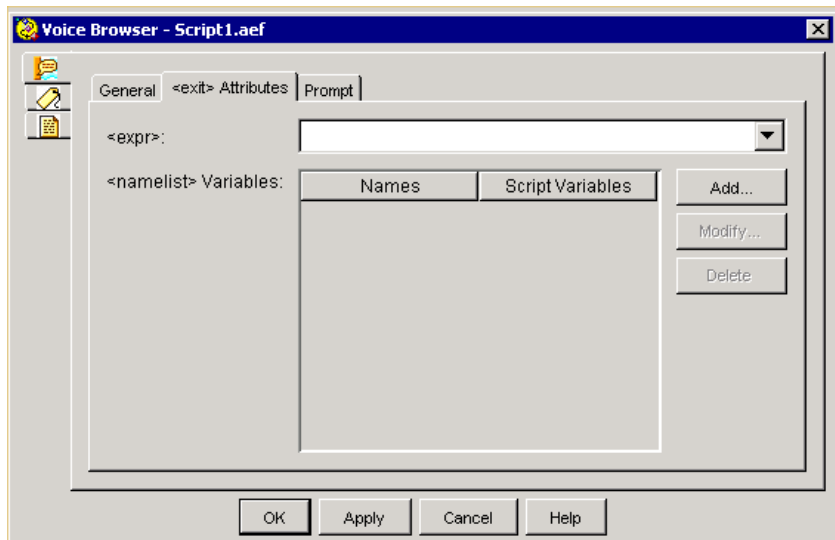 Voice Browser - Script1.aef
General <exit> Attributes Prompt
<expr>:
<namelist> Variables: Names Script Variables Add...
Modify...
Delete
OK Apply Cancel Help